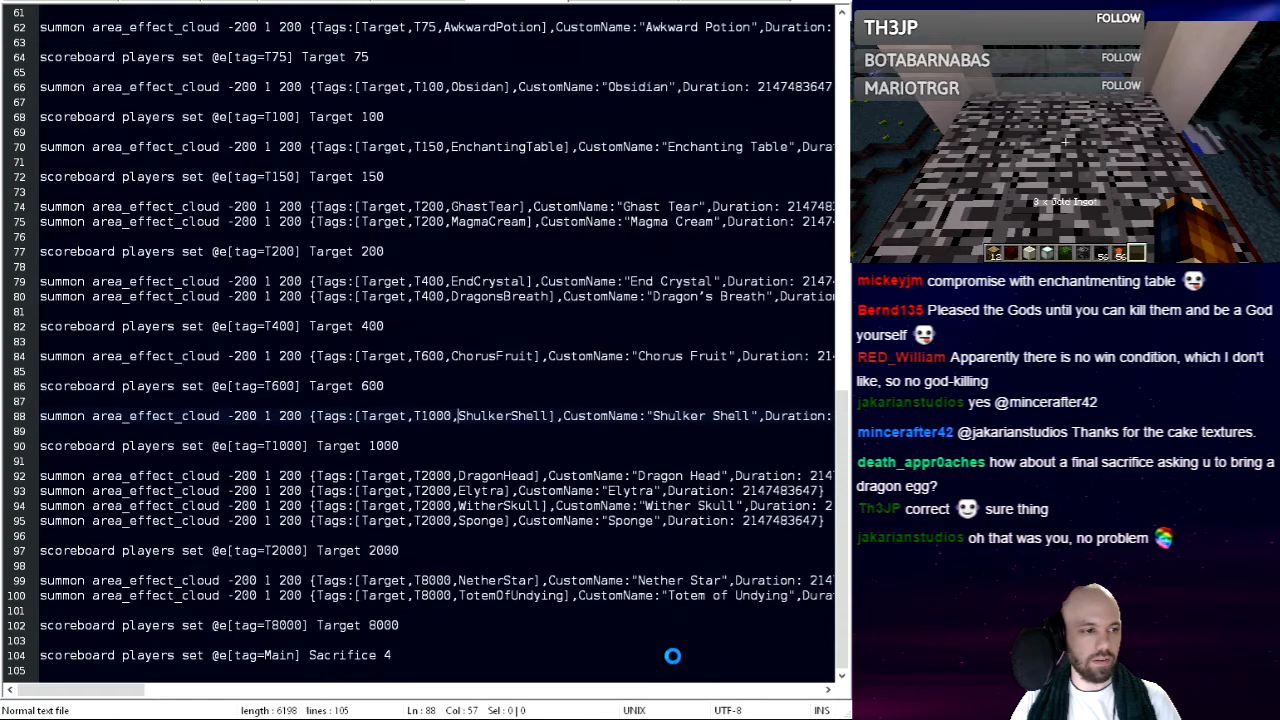 61
62 summon area_effect_cloud -200 1 200 {Tags:[Target,T75,AwkwardPotion],CustomName:"Awkward Potion",Duration:
63
64 scoreboard players set @e[tag=T75] Target 75
65
66 summon area_effect_cloud -200 1 200 {Tags:[Target,T100,Obsidan],CustomName:"Obsidian",Duration: 2147483647
67
68 scoreboard players set @e[tag=T100] Target 100
69
70 summon area_effect_cloud -200 1 200 {Tags:[Target,T150,EnchantingTable],CustomName:"Enchanting Table",Dura
71
72 scoreboard players set @e[tag=T150] Target 150
73
74 summon area_effect_cloud -200 1 200 {Tags:[Target,T200,GhastTear],CustomName:"Ghast Tear",Duration: 21474
75 summon area_effect_cloud -200 1 200 {Tags:[Target,T200,MagmaCream],CustomName:"Magma Cream",Duration: 2147
76
77 scoreboard players set @e[tag=T200] Target 200
78
79 summon area_effect_cloud -200 1 200 {Tags:[Target,T400,EndCrystal],CustomName:"End Crystal",Duration: 2147
80 summon area_effect_cloud -200 1 200 {Tags:[Target,T400,DragonsBreath],CustomName:"Dragon's Breath",Duratio
81
82 scoreboard players set @e[tag=T400] Target 400
83
84 summon area_effect_cloud -200 1 200 {Tags:[Target,T600,ChorusFruit],CustomName:"Chorus Fruit",Duration: 21
85
86 scoreboard players set @e[tag=T600] Target 600
87
88 summon area_effect_cloud -200 1 200 {Tags:[Target,T1000,ShulkerShell],CustomName:"Shulker Shell",Duration:
89
90 scoreboard players set @e[tag=T1000] Target 1000
91
92 summon area_effect_cloud -200 1 200 {Tags:[Target,T2000,DragonHead],CustomName:"Dragon Head",Duration: 214
93 summon area_effect_cloud -200 1 200 {Tags:[Target,T2000,Elytra],CustomName:"Elytra",Duration: 2147483647}
94 summon area_effect_cloud -200 1 200 {Tags:[Target,T2000,WitherSkull],CustomName:"Wither Skull",Duration: 2
95 summon area_effect_cloud -200 1 200 {Tags:[Target,T2000,Sponge],CustomName:"Sponge",Duration: 2147483647}
96
97 scoreboard players set @e[tag=T2000] Target 2000
98
99 summon area_effect_cloud -200 1 200 {Tags:[Target,T8000,NetherStar],CustomName:"Nether Star",Duration: 214
100 summon area_effect_cloud -200 1 200 {Tags:[Target,T8000,TotemOfUndying],CustomName:"Totem of Undying",Dura
101
102 scoreboard players set @e[tag=T8000] Target 8000
103
104 scoreboard players set @e[tag=Main] Sacrifice 4
105
Normal text file length : 6198 lines : 105 Ln : 88 Col : 57 Sel : 0 | 0 UNIX UTF-8 INS
TH3JP FOLLOW
BOTABARNABAS FOLLOW
MARIOTRGR FOLLOW
3 x Gold Ingot
12 56 56
mickeyjm compromise with enchantmenting table
Bernd135 Pleased the Gods until you can kill them and be a God
yourself
RED_William Apparently there is no win condition, which I don't
like, so no god-killing
jakarianstudios yes @mincerafter42
mincerafter42 @jakarianstudios Thanks for the cake textures.
death_appr0aches how about a final sacrifice asking u to bring a
dragon egg?
Th3JP correct sure thing
jakarianstudios oh that was you, no problem